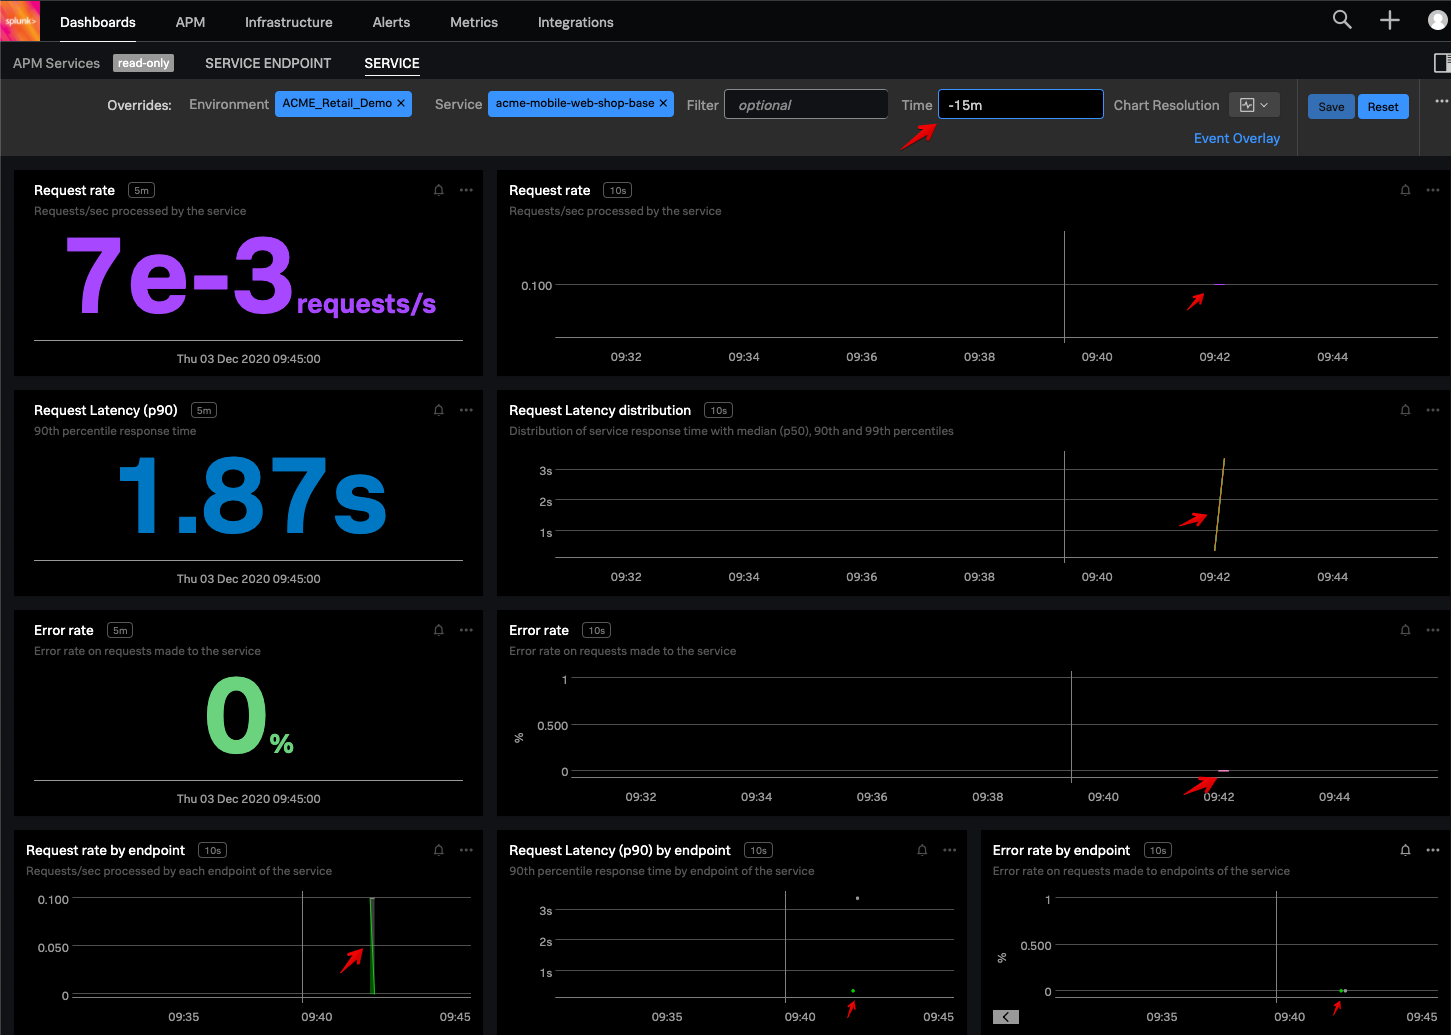 splunk>
Dashboards APM Infrastructure Alerts Metrics Integrations
APM Services read-only SERVICE ENDPOINT SERVICE
Overrides: Environment ACME_Retail_Demo × Service acme-mobile-web-shop-base × Filter optional Time -15m Chart Resolution Save Reset
Event Overlay
Request rate 5m
Requests/sec processed by the service
7e-3 requests/s
Thu 03 Dec 2020 09:45:00
Request rate 10s
Requests/sec processed by the service
0.100
09:32 09:34 09:36 09:38 09:40 09:42 09:44
Request Latency (p90) 5m
90th percentile response time
1.87s
Thu 03 Dec 2020 09:45:00
Request Latency distribution 10s
Distribution of service response time with median (p50), 90th and 99th percentiles
3s
2s
1s
09:32 09:34 09:36 09:38 09:40 09:42 09:44
Error rate 5m
Error rate on requests made to the service
0%
Thu 03 Dec 2020 09:45:00
Error rate 10s
Error rate on requests made to the service
1
0.500
%
0
09:32 09:34 09:36 09:38 09:40 09:42 09:44
Request rate by endpoint 10s
Requests/sec processed by each endpoint of the service
0.100
0.050
0
09:35 09:40 09:45
Request Latency (p90) by endpoint 10s
90th percentile response time by endpoint of the service
3s
2s
1s
09:35 09:40 09:45
Error rate by endpoint 10s
Error rate on requests made to endpoints of the service
1
0.500
%
0
09:35 09:40 09:45